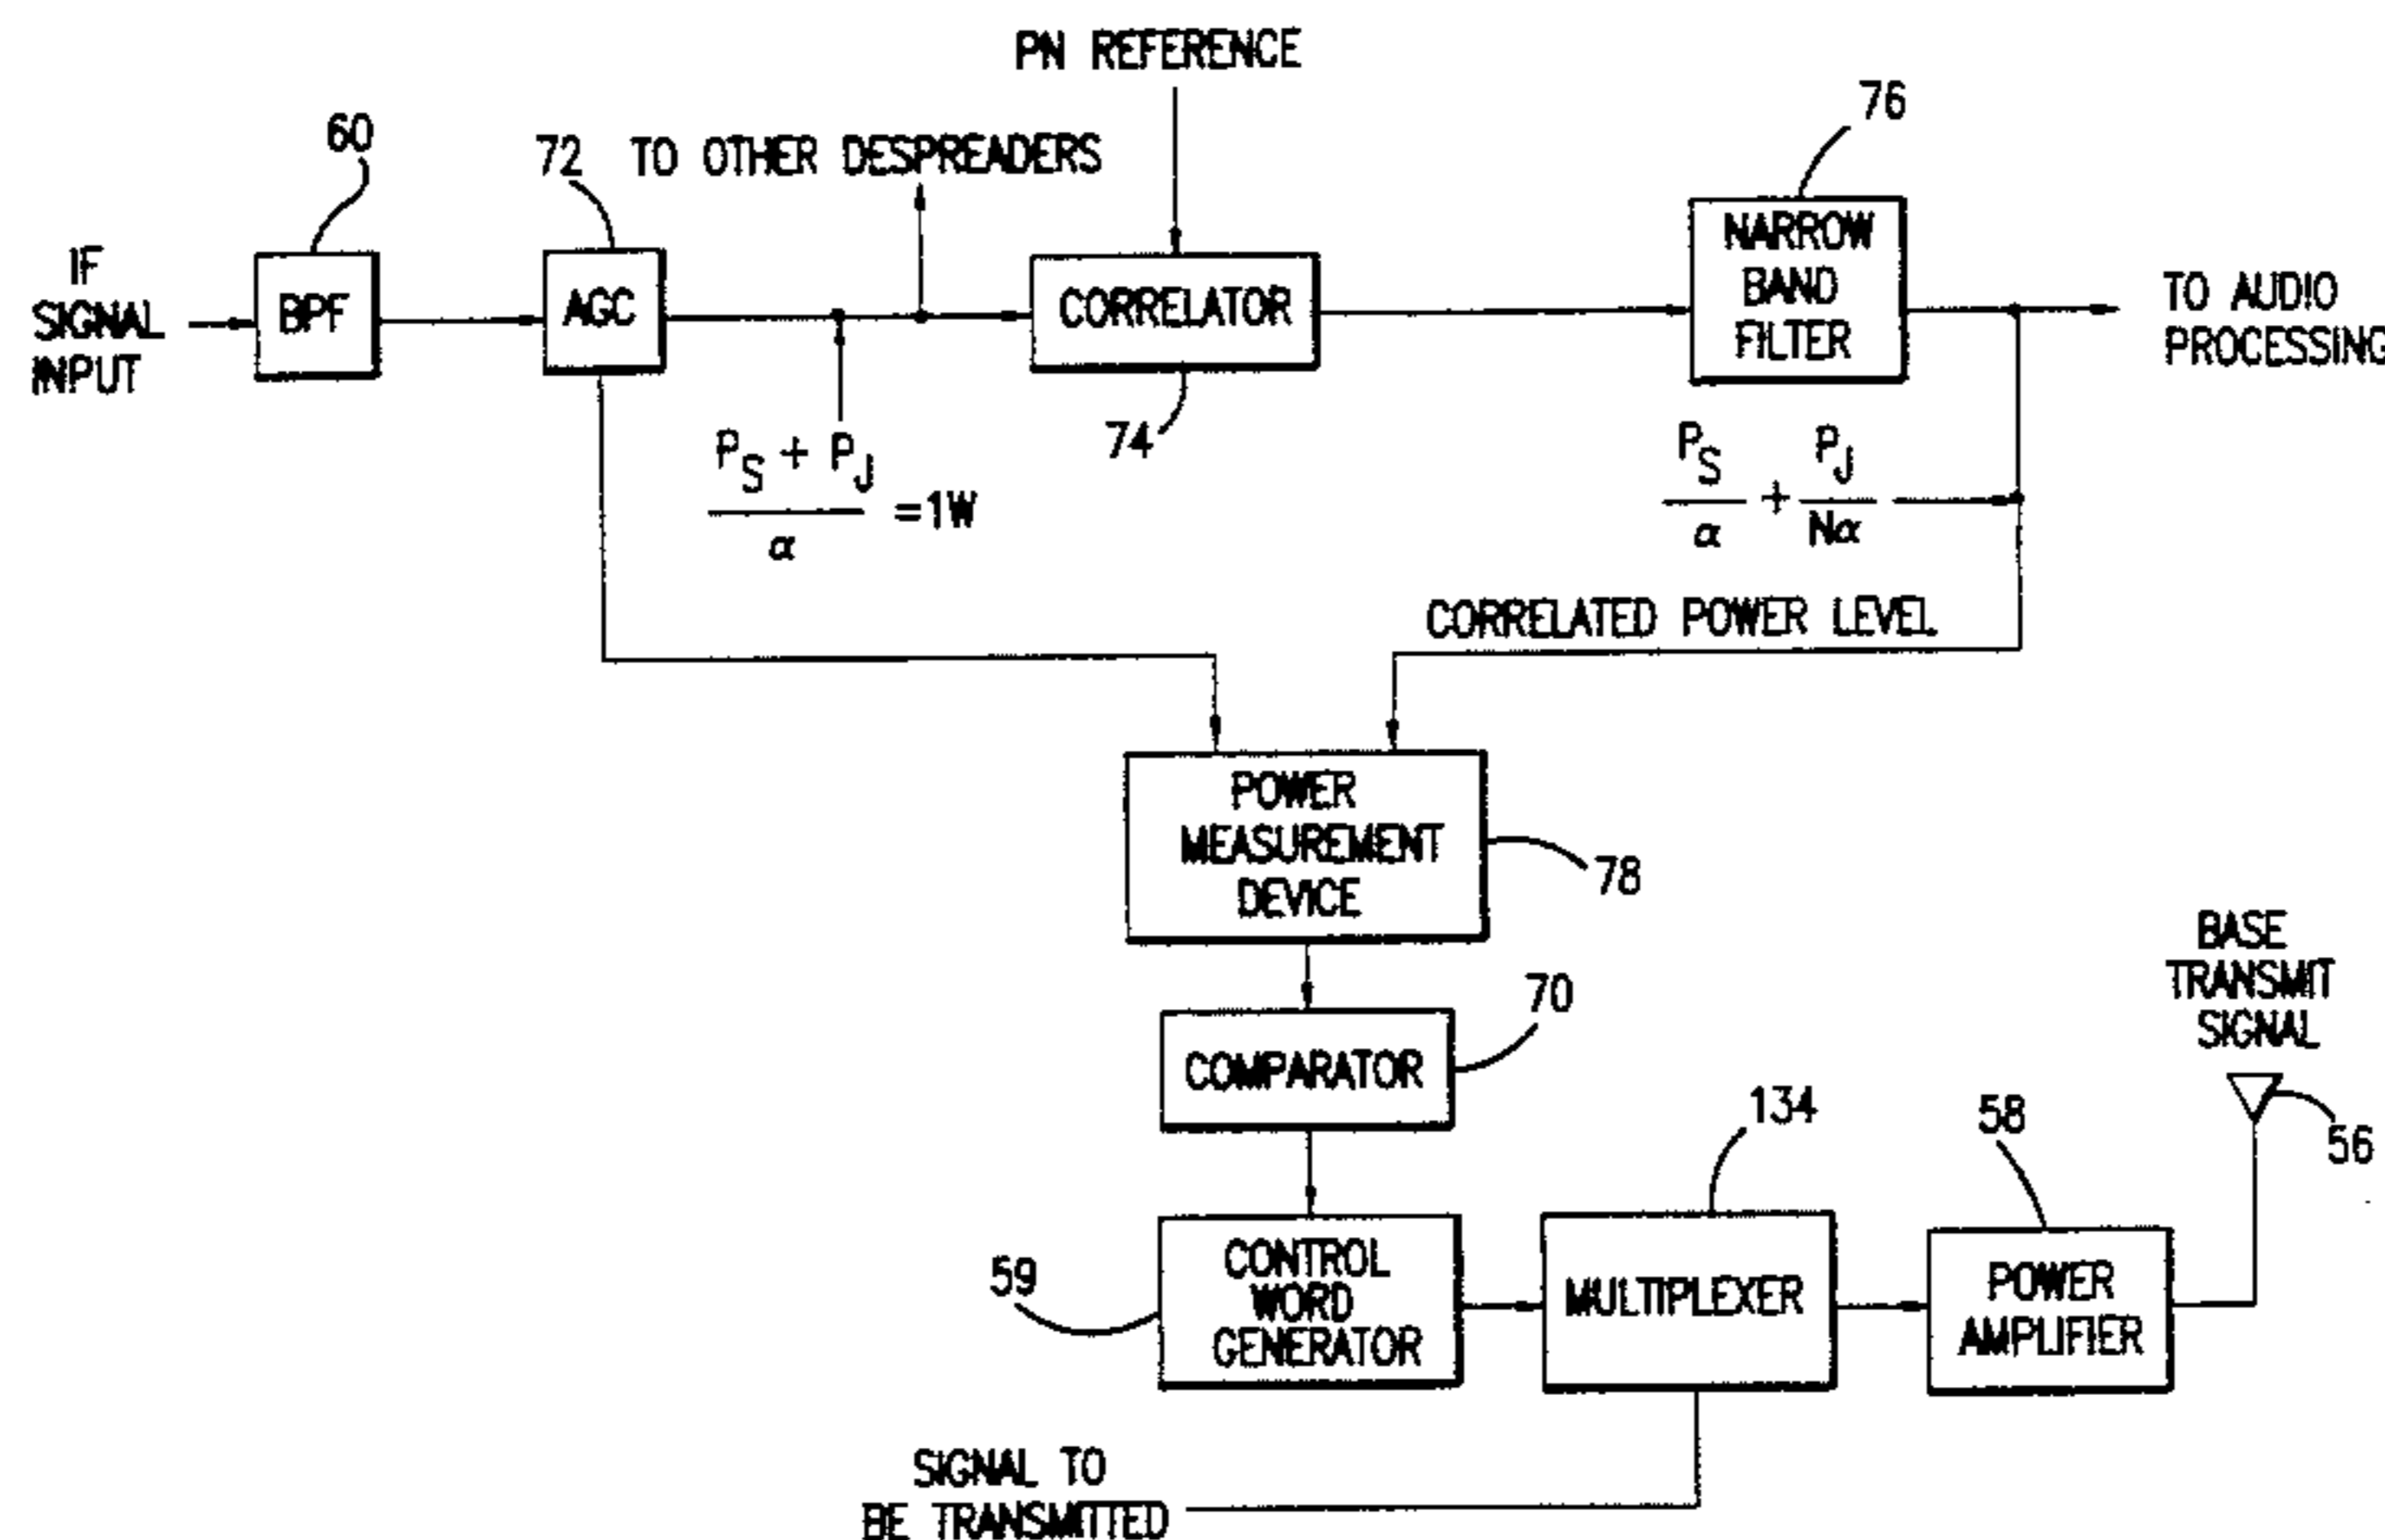 PN REFERENCE
60
72
TO OTHER DESPREADERS
76
IF
SIGNAL
INPUT
BPF
AGC
CORRELATOR
NARROW
BAND
FILTER
TO AUDIO
PROCESSING
74
P_S + P_J
α
=1W
P_S
α
+
P_J
Nα
CORRELATED POWER LEVEL
POWER
MEASUREMENT
DEVICE
78
COMPARATOR
70
BASE
TRANSMIT
SIGNAL
56
59
CONTROL
WORD
GENERATOR
134
MULTIPLEXER
58
POWER
AMPLIFIER
SIGNAL TO
BE TRANSMITTED